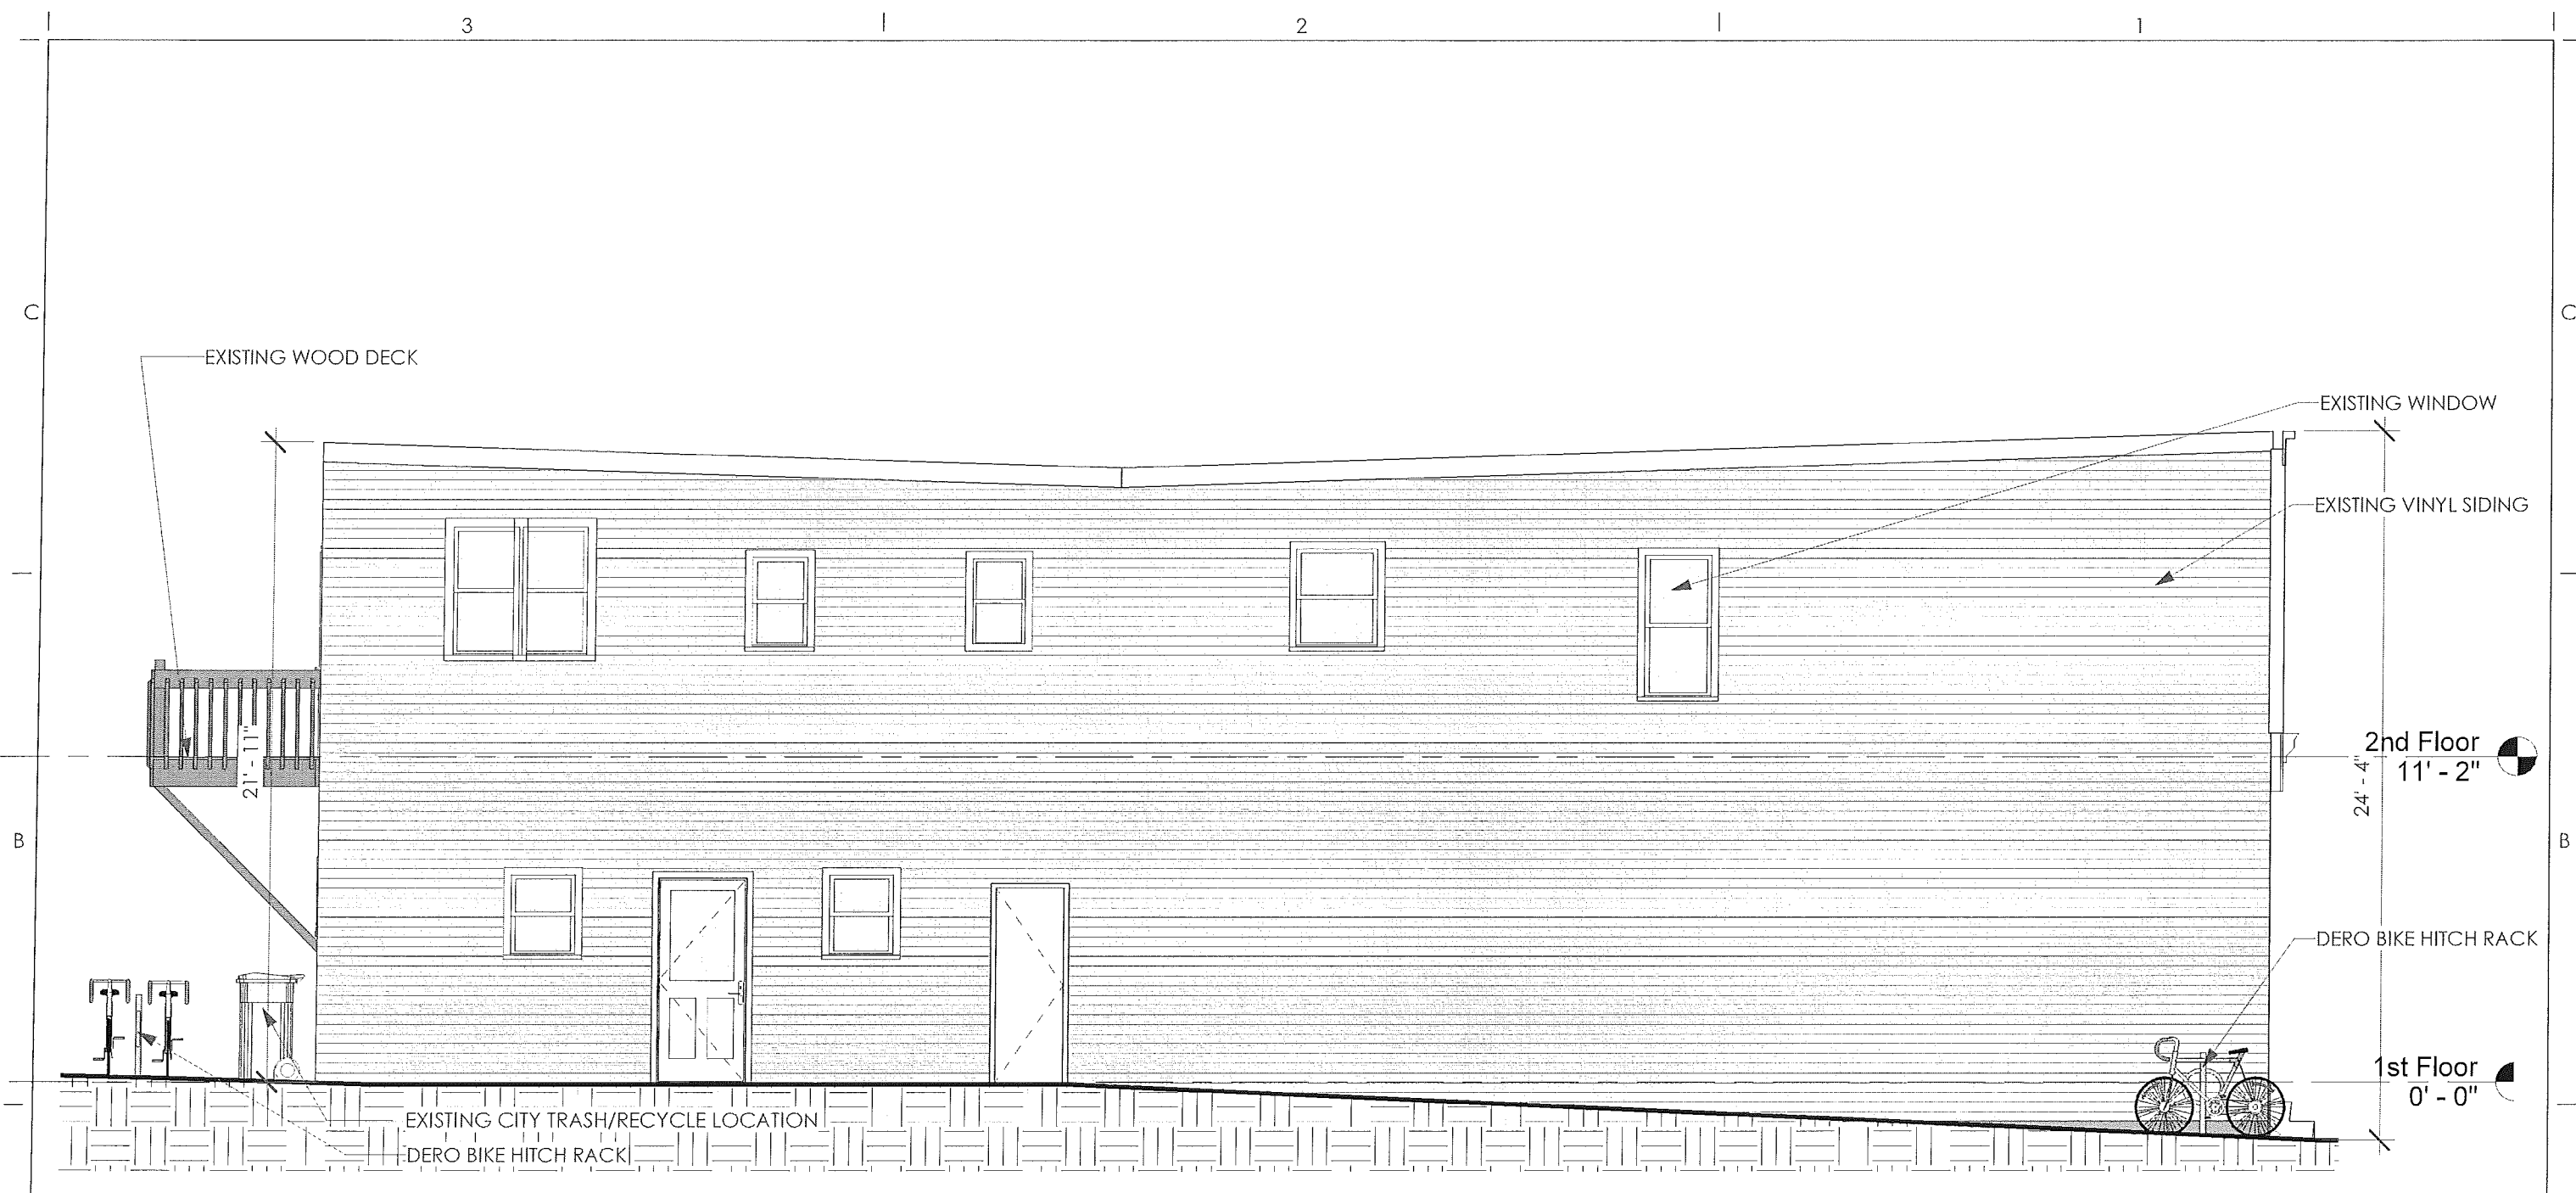 3 2 1
C C
EXISTING WOOD DECK
EXISTING WINDOW
EXISTING VINYL SIDING
21' - 11"
2nd Floor
11' - 2"
24' - 4"
B B
DERO BIKE HITCH RACK
1st Floor
0' - 0"
EXISTING CITY TRASH/RECYCLE LOCATION
DERO BIKE HITCH RACK